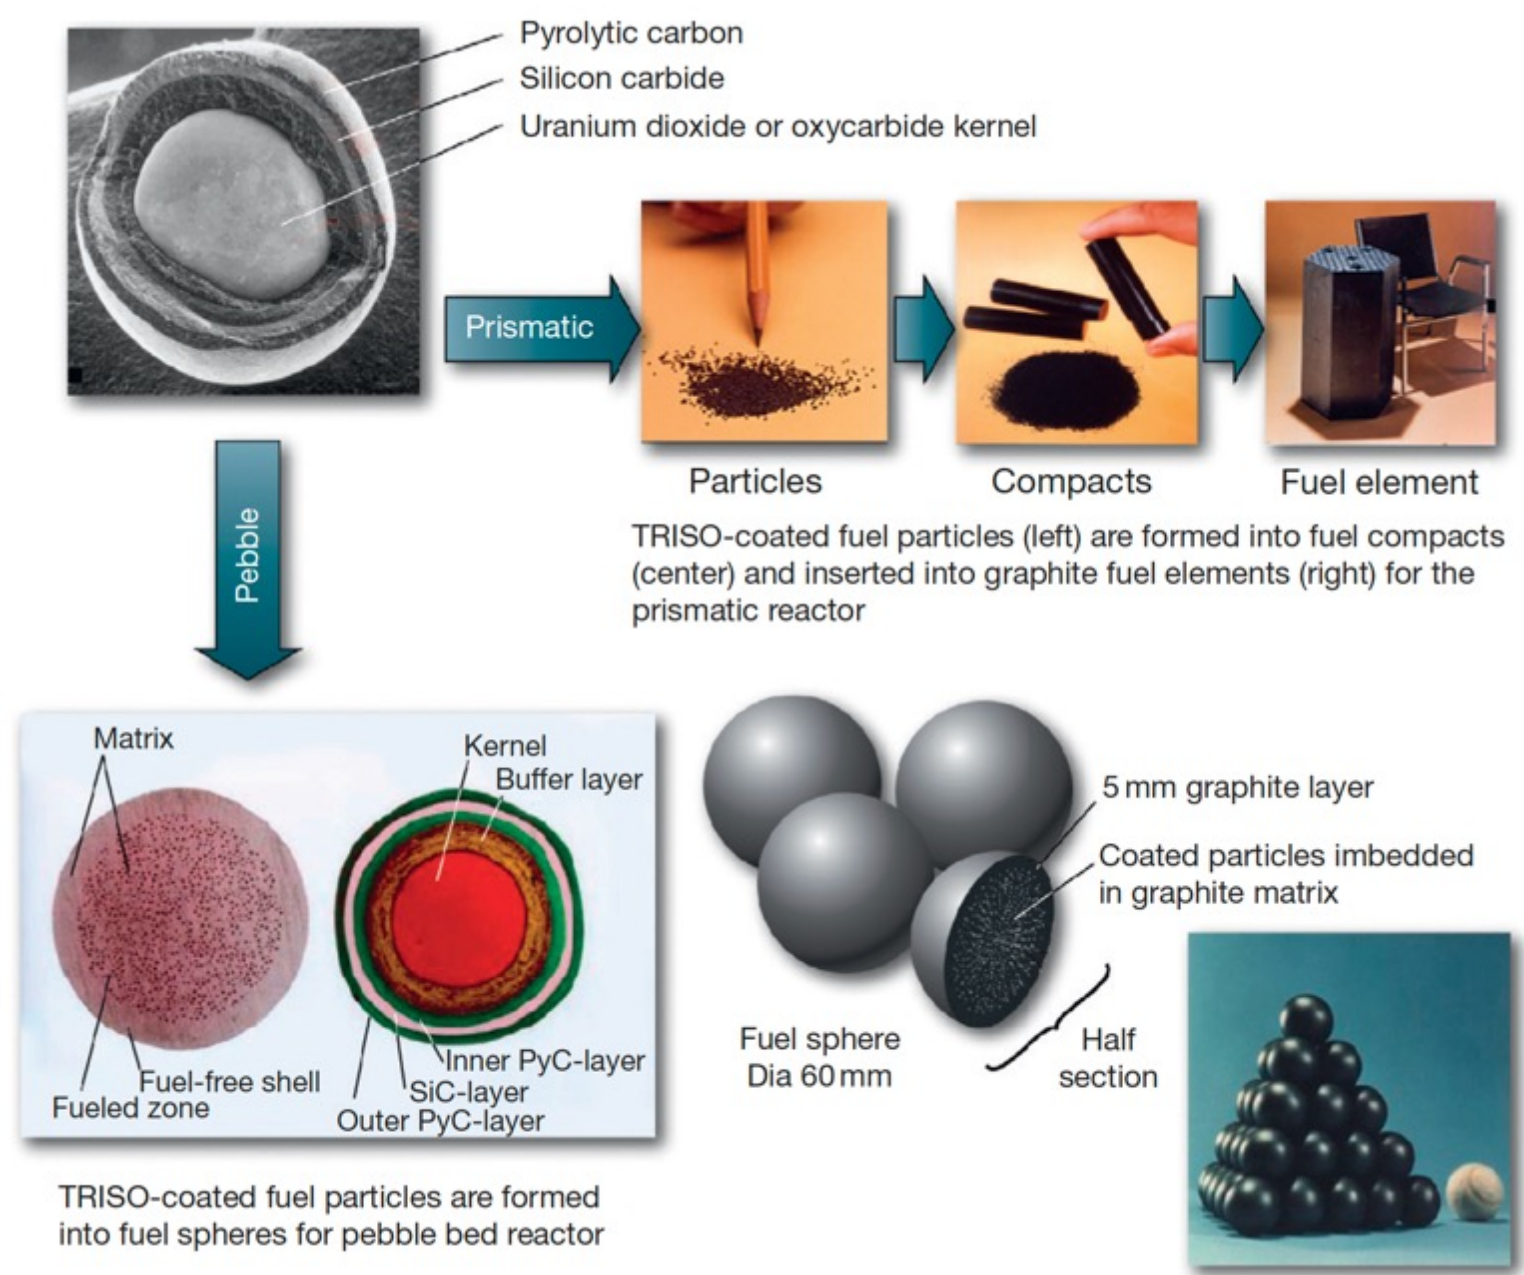 Pyrolytic carbon
Silicon carbide
Uranium dioxide or oxycarbide kernel
Prismatic
Particles
Compacts
Fuel element
TRISO-coated fuel particles (left) are formed into fuel compacts
(center) and inserted into graphite fuel elements (right) for the
prismatic reactor
Pebble
Matrix
Kernel
Buffer layer
Inner PyC-layer
SiC-layer
Outer PyC-layer
Fuel-free shell
Fueled zone
5 mm graphite layer
Coated particles imbedded
in graphite matrix
Fuel sphere
Dia 60 mm
Half
section
TRISO-coated fuel particles are formed
into fuel spheres for pebble bed reactor